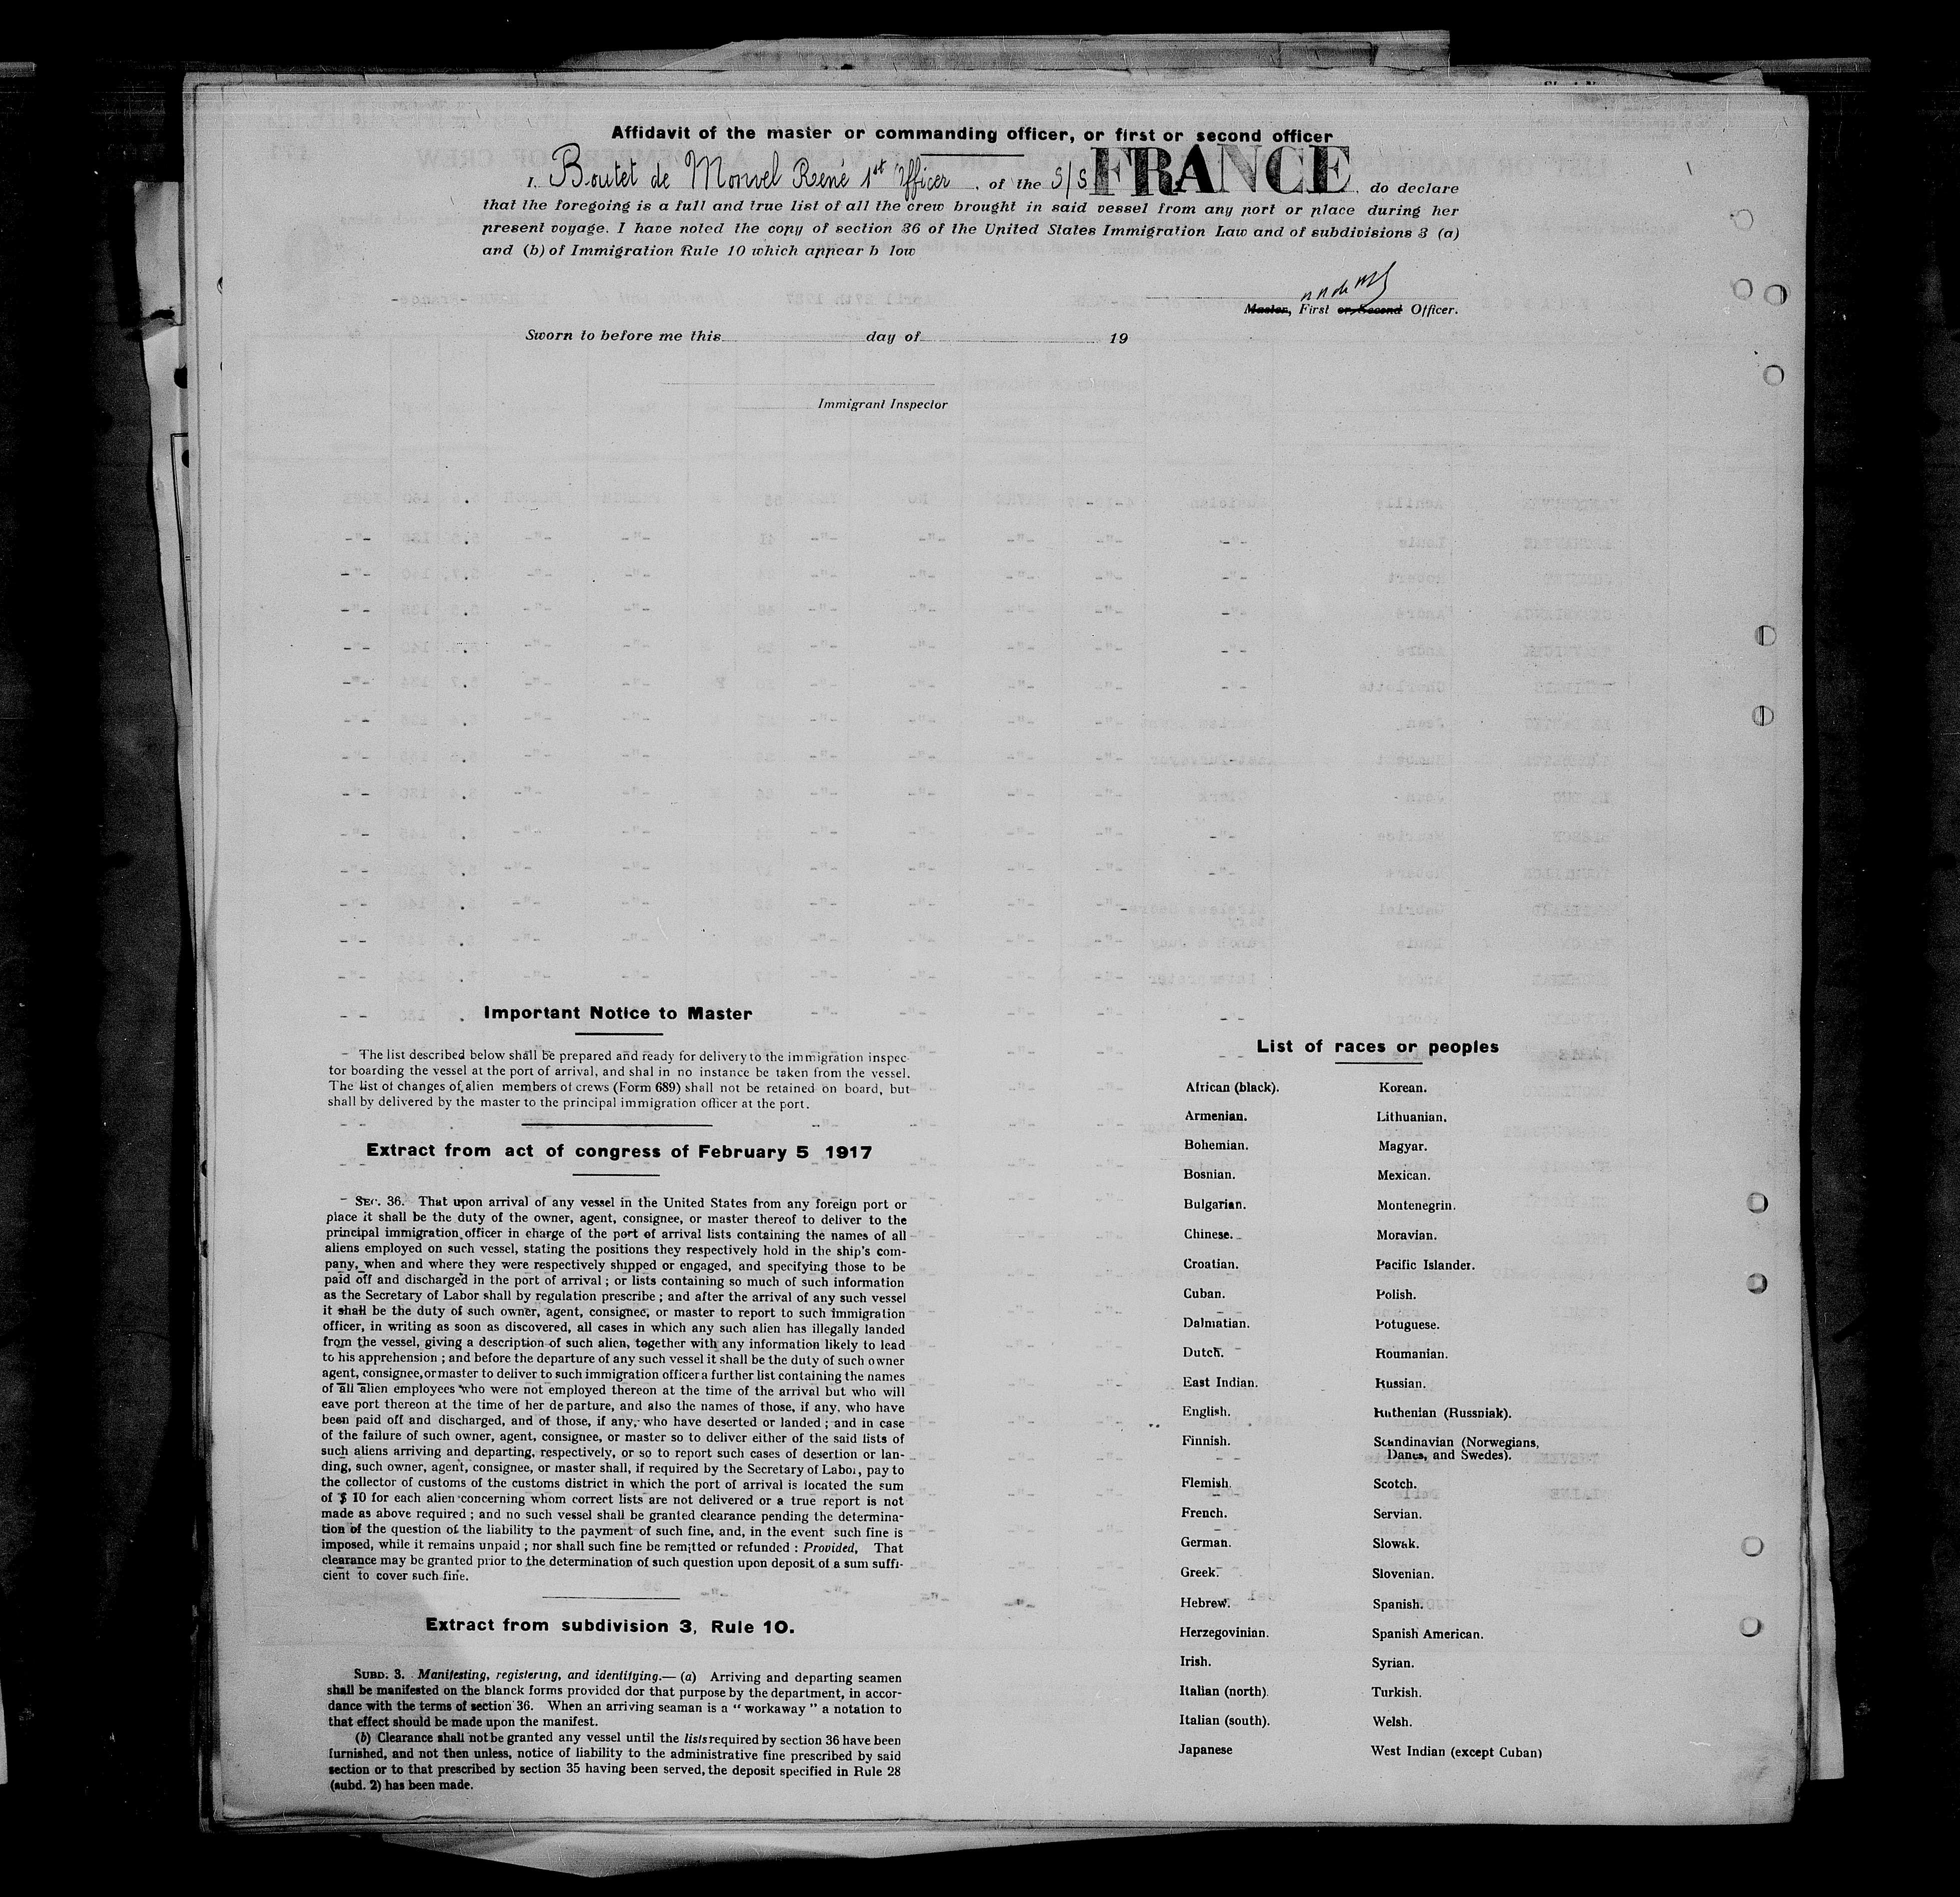 Affidavit of the master or commanding officer, or first or second officer
I, Boutet de Monvel René 1st Officer, of the S/S FRANCE, do declare
that the foregoing is a full and true list of all the crew brought in said vessel from any port or place during her
present voyage. I have noted the copy of section 36 of the United States Immigration Law and of subdivisions 3 (a)
and (b) of Immigration Rule 10 which appear b low
Master, First or Second Officer.
Sworn to before me this day of 19
Immigrant Inspector
Important Notice to Master
The list described below shall be prepared and ready for delivery to the immigration inspec-
tor boarding the vessel at the port of arrival, and shal in no instance be taken from the vessel.
The list of changes of alien members of crews (Form 689) shall not be retained on board, but
shall by delivered by the master to the principal immigration officer at the port.
Extract from act of congress of February 5 1917
SEC. 36. That upon arrival of any vessel in the United States from any foreign port or
place it shall be the duty of the owner, agent, consignee, or master thereof to deliver to the
principal immigration officer in charge of the port of arrival lists containing the names of all
aliens employed on such vessel, stating the positions they respectively hold in the ship's com-
pany, when and where they were respectively shipped or engaged, and specifying those to be
paid off and discharged in the port of arrival ; or lists containing so much of such information
as the Secretary of Labor shall by regulation prescribe ; and after the arrival of any such vessel
it shall be the duty of such owner, agent, consignee, or master to report to such immigration
officer, in writing as soon as discovered, all cases in which any such alien has illegally landed
from the vessel, giving a description of such alien, together with any information likely to lead
to his apprehension ; and before the departure of any such vessel it shall be the duty of such owner
agent, consignee, or master to deliver to such immigration officer a further list containing the names
of all alien employees who were not employed thereon at the time of the arrival but who will
eave port thereon at the time of her departure, and also the names of those, if any, who have
been paid off and discharged, and of those, if any, who have deserted or landed ; and in case
of the failure of such owner, agent, consignee, or master so to deliver either of the said lists of
such aliens arriving and departing, respectively, or so to report such cases of desertion or lan-
ding, such owner, agent, consignee, or master shall, if required by the Secretary of Labor, pay to
the collector of customs of the customs district in which the port of arrival is located the sum
of $ 10 for each alien concerning whom correct lists are not delivered or a true report is not
made as above required ; and no such vessel shall be granted clearance pending the determina-
tion of the question of the liability to the payment of such fine, and, in the event such fine is
imposed, while it remains unpaid ; nor shall such fine be remitted or refunded : Provided, That
clearance may be granted prior to the determination of such question upon deposit of a sum suffi-
cient to cover such fine.
Extract from subdivision 3, Rule 10.
SUBD. 3. Manifesting, registering, and identifying.— (a) Arriving and departing seamen
shall be manifested on the blanck forms provided dor that purpose by the department, in accor-
dance with the terms of section 36. When an arriving seaman is a “ workaway ” a notation to
that effect should be made upon the manifest.
(b) Clearance shall not be granted any vessel until the lists required by section 36 have been
furnished, and not then unless, notice of liability to the administrative fine prescribed by said
section or to that prescribed by section 35 having been served, the deposit specified in Rule 28
(subd. 2) has been made.
List of races or peoples
African (black).
Armenian.
Bohemian.
Bosnian.
Bulgarian.
Chinese.
Croatian.
Cuban.
Dalmatian.
Dutch.
East Indian.
English.
Finnish.
Flemish.
French.
German.
Greek.
Hebrew.
Herzegovinian.
Irish.
Italian (north).
Italian (south).
Japanese
Korean.
Lithuanian.
Magyar.
Mexican.
Montenegrin.
Moravian.
Pacific Islander.
Polish.
Potuguese.
Roumanian.
Russian.
Ruthenian (Russniak).
Scandinavian (Norwegians,
Danes, and Swedes).
Scotch.
Servian.
Slowak.
Slovenian.
Spanish.
Spanish American.
Syrian.
Turkish.
Welsh.
West Indian (except Cuban)